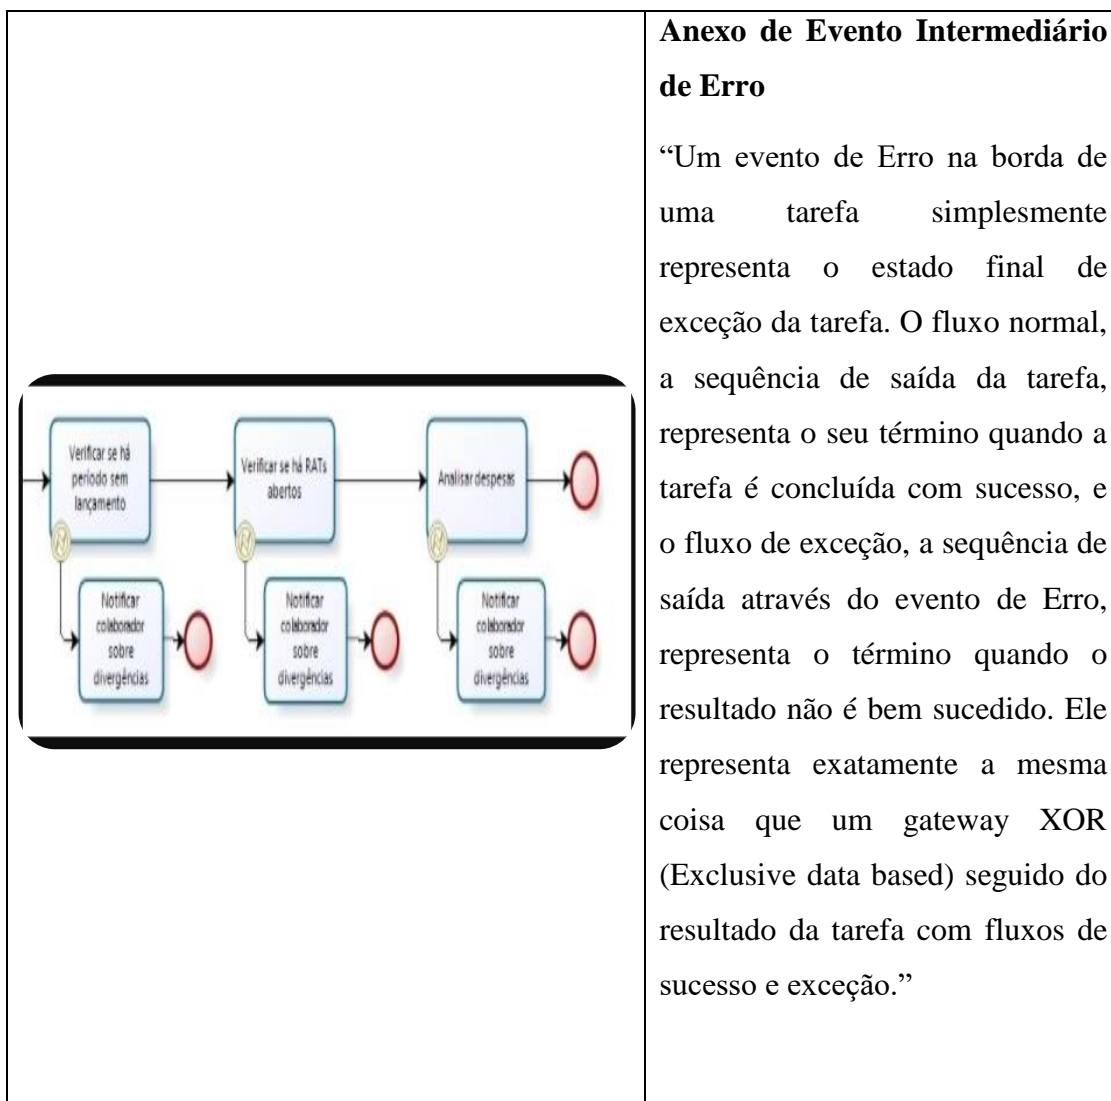 Verificar se há
período sem
lançamento
Verificar se há RATs
abertos
Analisar despesas
Notificar
colaborador
sobre
divergências
Notificar
colaborador
sobre
divergências
Notificar
colaborador
sobre
divergências
Anexo de Evento Intermediário
de Erro
“Um evento de Erro na borda de
uma tarefa simplesmente
representa o estado final de
exceção da tarefa. O fluxo normal,
a sequência de saída da tarefa,
representa o seu término quando a
tarefa é concluída com sucesso, e
o fluxo de exceção, a sequência de
saída através do evento de Erro,
representa o término quando o
resultado não é bem sucedido. Ele
representa exatamente a mesma
coisa que um gateway XOR
(Exclusive data based) seguido do
resultado da tarefa com fluxos de
sucesso e exceção.”